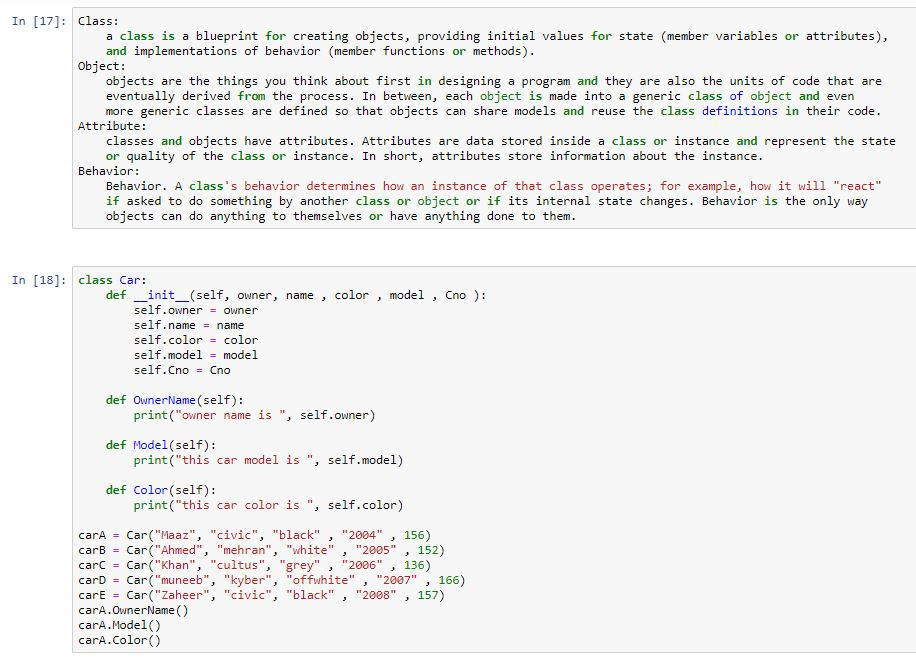 In [17]: Class:
a class is a blueprint for creating objects, providing initial values for state (member variables or attributes),
and implementations of behavior (member functions or methods).
Object:
objects are the things you think about first in designing a program and they are also the units of code that are
eventually derived from the process. In between, each object is made into a generic class of object and even
more generic classes are defined so that objects can share models and reuse the class definitions in their code.
Attribute:
classes and objects have attributes. Attributes are data stored inside a class or instance and represent the state
or quality of the class or instance. In short, attributes store information about the instance.
Behavior:
Behavior. A class's behavior determines how an instance of that class operates; for example, how it will "react"
if asked to do something by another class or object or if its internal state changes. Behavior is the only way
objects can do anything to themselves or have anything done to them.
In [18]: class Car:
def __init__(self, owner, name , color , model , Cno ):
self.owner = owner
self.name = name
self.color = color
self.model = model
self.Cno = Cno
def OwnerName(self):
print("owner name is ", self.owner)
def Model(self):
print("this car model is ", self.model)
def Color(self):
print("this car color is ", self.color)
carA = Car("Maaz", "civic", "black" , "2004" , 156)
carB = Car("Ahmed", "mehran", "white" , "2005" , 152)
carC = Car("Khan", "cultus", "grey" , "2006" , 136)
carD = Car("muneeb", "kyber", "offwhite" , "2007" , 166)
carE = Car("Zaheer", "civic", "black" , "2008" , 157)
carA.OwnerName()
carA.Model()
carA.Color()